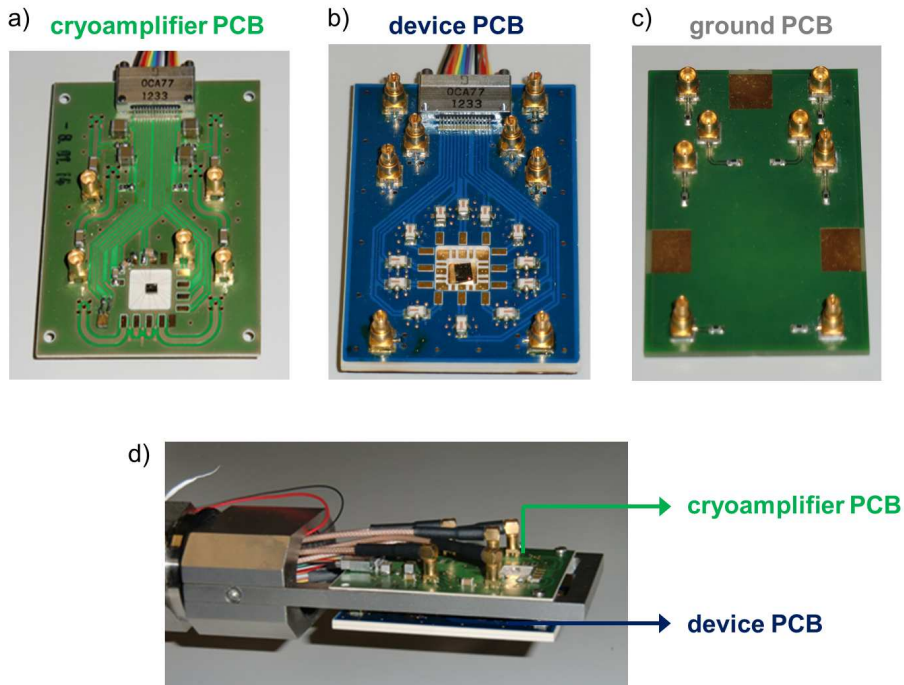 a)
cryoamplifier PCB
b)
device PCB
c)
ground PCB
OCA77
1233
OCA77
1233
d)
cryoamplifier PCB
device PCB